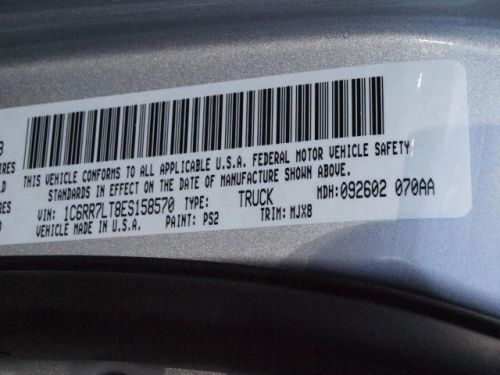 THIS VEHICLE CONFORMS TO ALL APPLICABLE U.S.A. FEDERAL MOTOR VEHICLE SAFETY
STANDARDS IN EFFECT ON THE DATE OF MANUFACTURE SHOWN ABOVE.
VIN: 1C6RR7LT8ES158570 TYPE: TRUCK MDH:092602 070AA
VEHICLE MADE IN U.S.A. PAINT: PS2 TRIM: MJX8